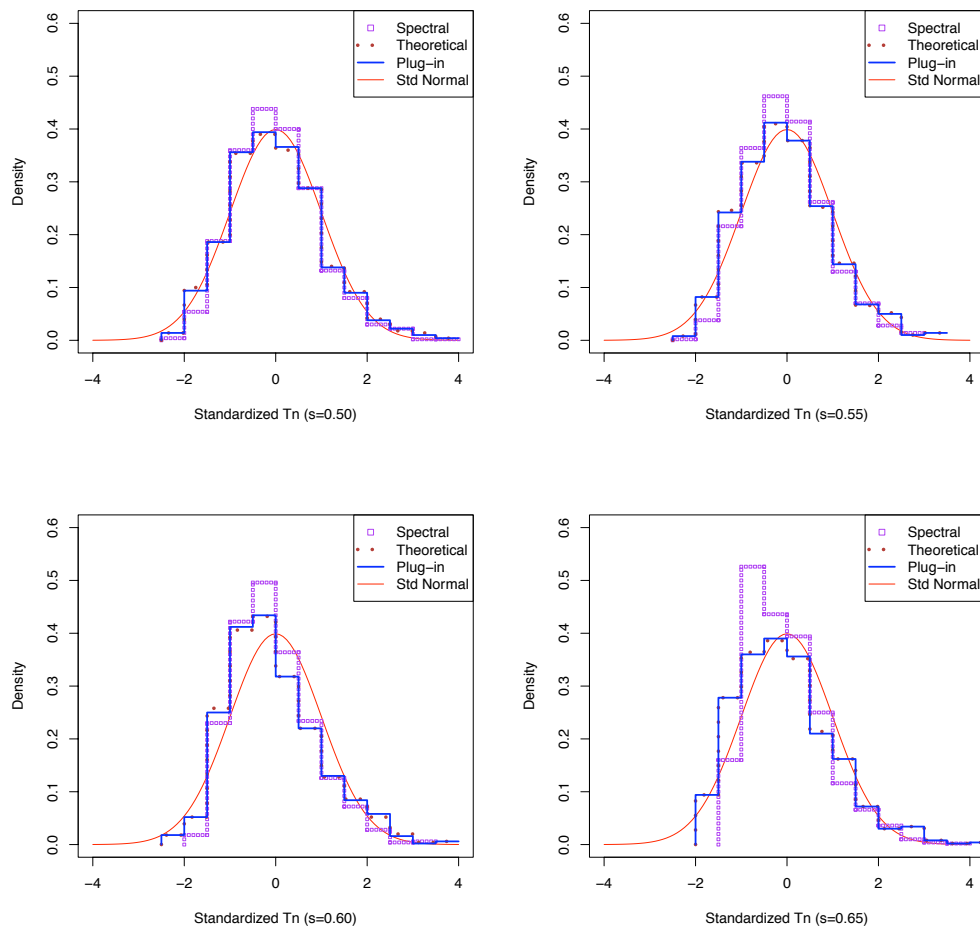 Spectral
Theoretical
Plug-in
Std Normal
0.0 0.1 0.2 0.3 0.4 0.5 0.6
Density
−4 −2 0 2 4
Standardized Tn (s=0.50)
Spectral
Theoretical
Plug-in
Std Normal
0.0 0.1 0.2 0.3 0.4 0.5 0.6
Density
−4 −2 0 2 4
Standardized Tn (s=0.55)
Spectral
Theoretical
Plug-in
Std Normal
0.0 0.1 0.2 0.3 0.4 0.5 0.6
Density
−4 −2 0 2 4
Standardized Tn (s=0.60)
Spectral
Theoretical
Plug-in
Std Normal
0.0 0.1 0.2 0.3 0.4 0.5 0.6
Density
−4 −2 0 2 4
Standardized Tn (s=0.65)